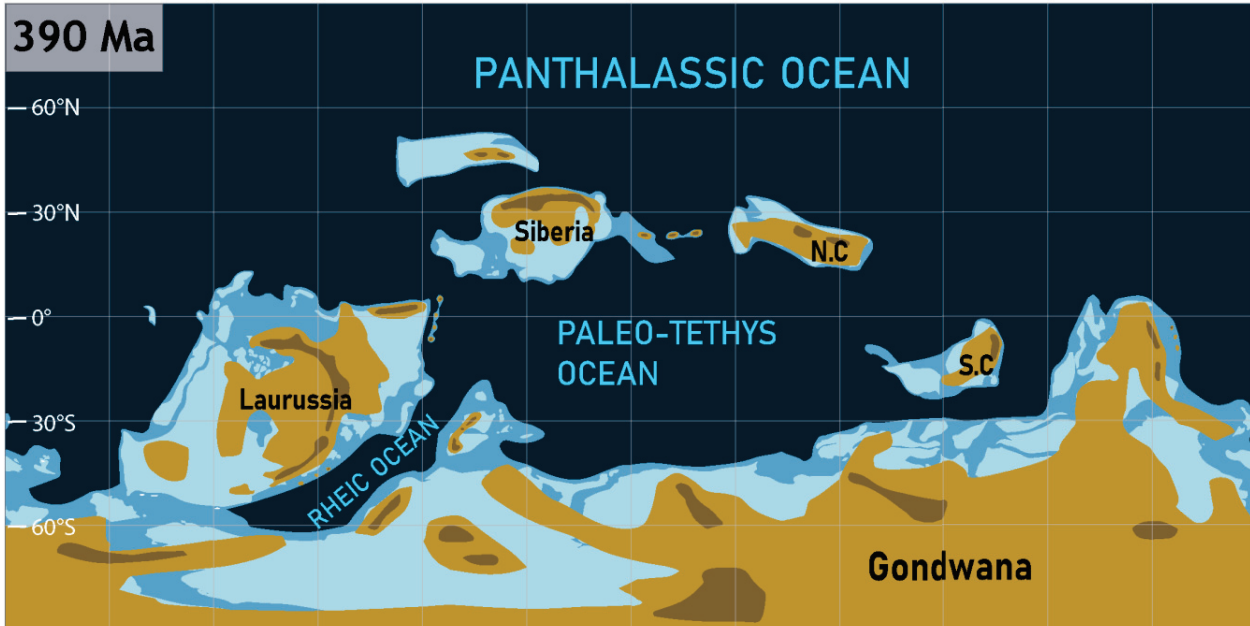 390 Ma
PANTHALASSIC OCEAN
60°N
30°N
Siberia
N.C
0°
PALEO-TETHYS
OCEAN
S.C
Laurussia
30°S
RHEIC OCEAN
60°S
Gondwana